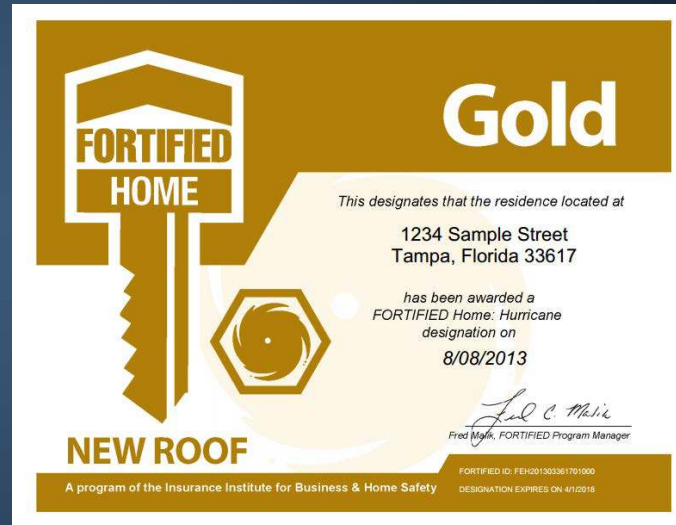 FORTIFIED
HOME
Gold
This designates that the residence located at
1234 Sample Street
Tampa, Florida 33617
has been awarded a
FORTIFIED Home: Hurricane
designation on
8/08/2013
Fred C. Malik
Fred Malik, FORTIFIED Program Manager
NEW ROOF
A program of the Insurance Institute for Business & Home Safety
FORTIFIED ID: FEH201303361701000
DESIGNATION EXPIRES ON 4/1/2018